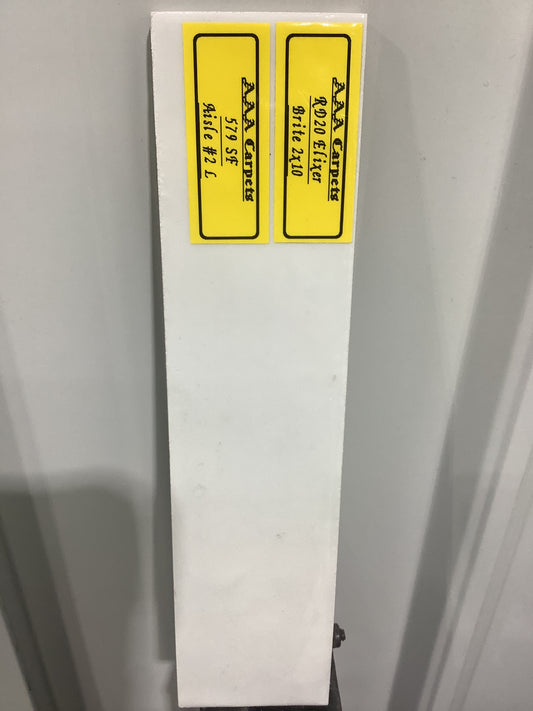 AAA Carpets
RD20 Elixer
Brite 2x10
AAA Carpets
579 SF
Aisle #2 L